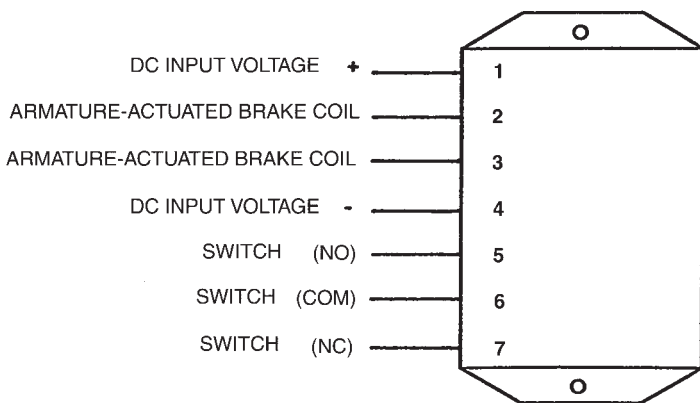 DC INPUT VOLTAGE + 1
ARMATURE-ACTUATED BRAKE COIL 2
ARMATURE-ACTUATED BRAKE COIL 3
DC INPUT VOLTAGE - 4
SWITCH (NO) 5
SWITCH (COM) 6
SWITCH (NC) 7